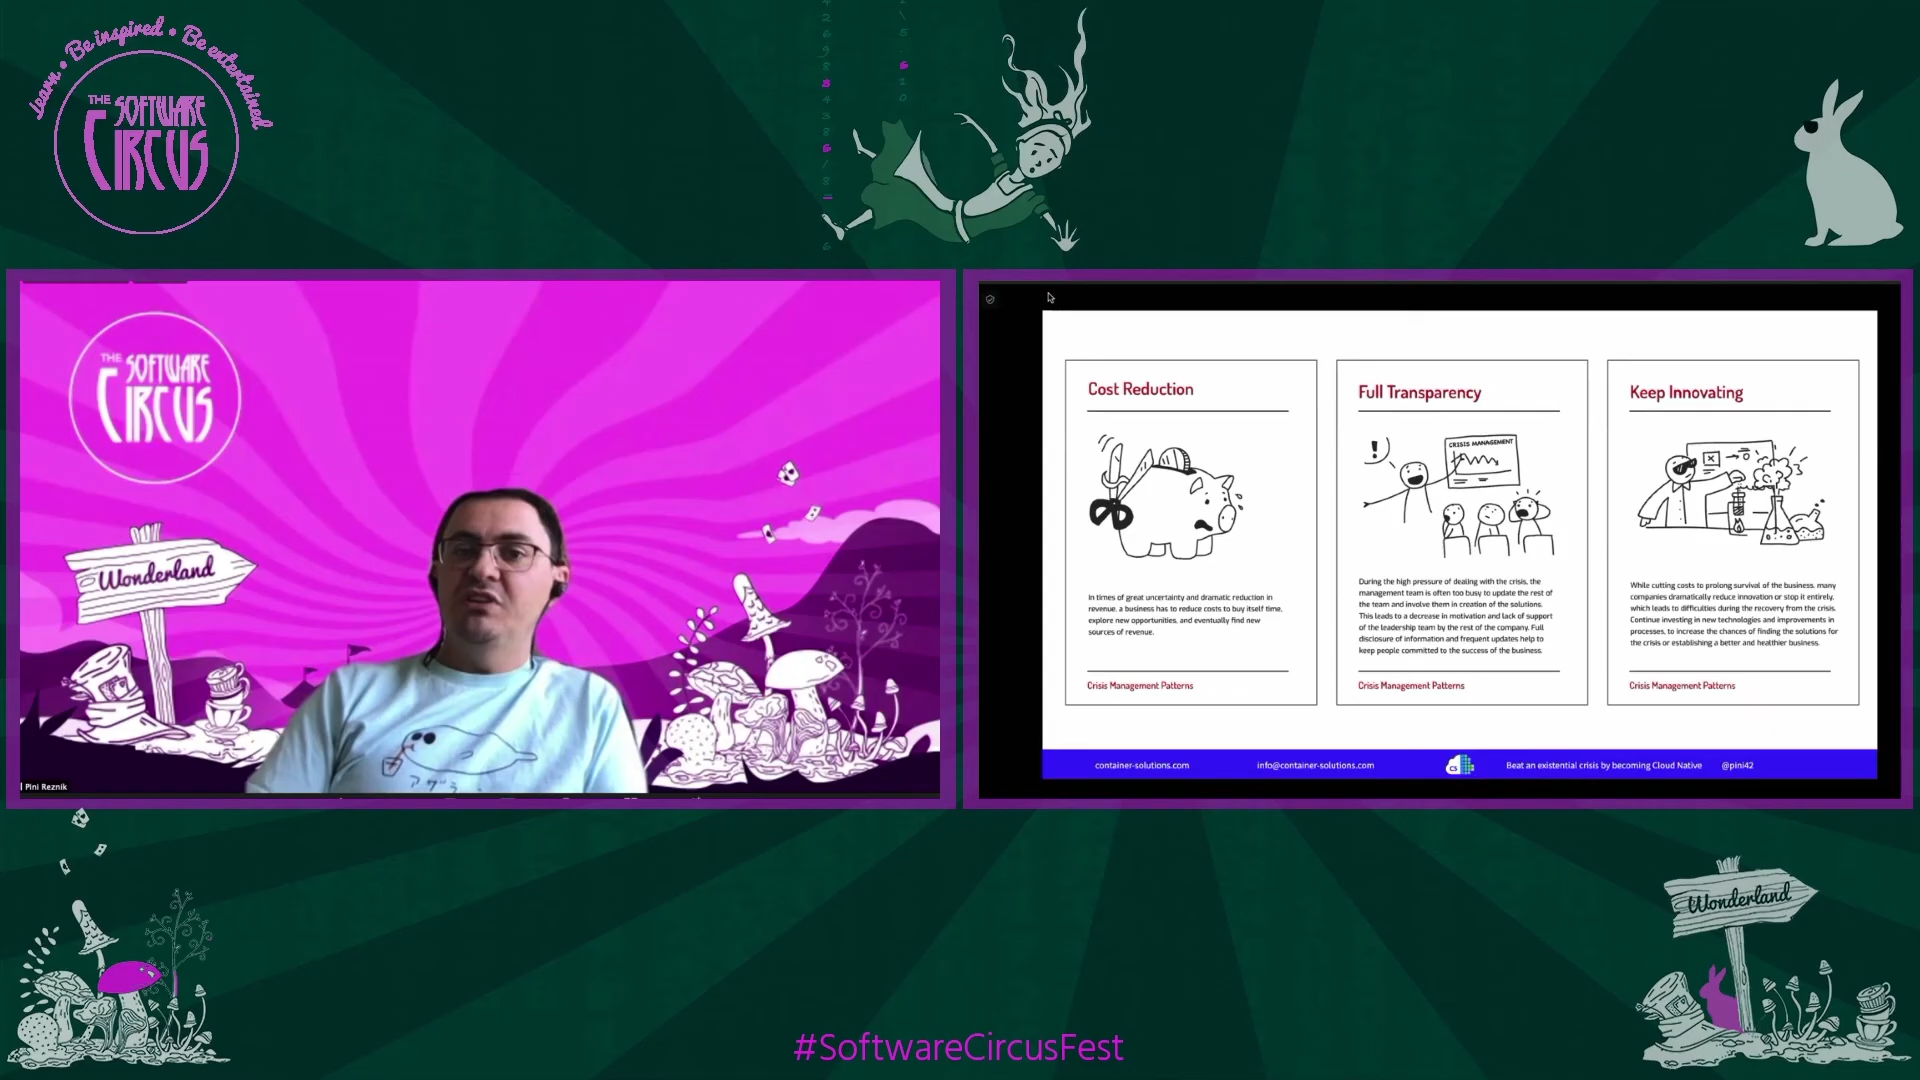 Learn • Be inspired • Be entertained
THE
SOFTWARE
CIRCUS
THE
SOFTWARE
CIRCUS
Wonderland
Pini Reznik
Cost Reduction
In times of great uncertainty and dramatic reduction in
revenue, a business has to reduce costs to buy itself time,
explore new opportunities, and eventually find new
sources of revenue.
Crisis Management Patterns
Full Transparency
!
CRISIS MANAGEMENT
During the high pressure of dealing with the crisis, the
management team is often too busy to update the rest of
the team and involve them in creation of the solutions.
This leads to a decrease in motivation and lack of support
of the leadership team by the rest of the company. Full
disclosure of information and frequent updates help to
keep people committed to the success of the business.
Crisis Management Patterns
Keep Innovating
While cutting costs to prolong survival of the business, many
companies dramatically reduce innovation or stop it entirely,
which leads to difficulties during the recovery from the crisis.
Continue investing in new technologies and improvements in
processes, to increase the chances of finding the solutions for
the crisis or establishing a better and healthier business.
Crisis Management Patterns
container-solutions.com
info@container-solutions.com
CS
Beat an existential crisis by becoming Cloud Native
@pini42
Wonderland
#SoftwareCircusFest